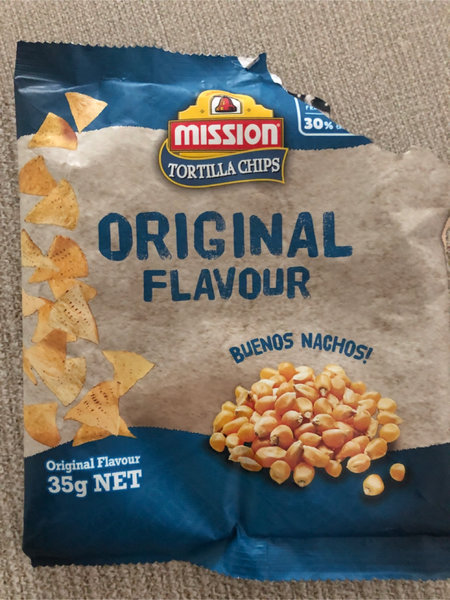 30%
MISSION
TORTILLA CHIPS
ORIGINAL
FLAVOUR
BUENOS NACHOS!
Original Flavour
35g NET